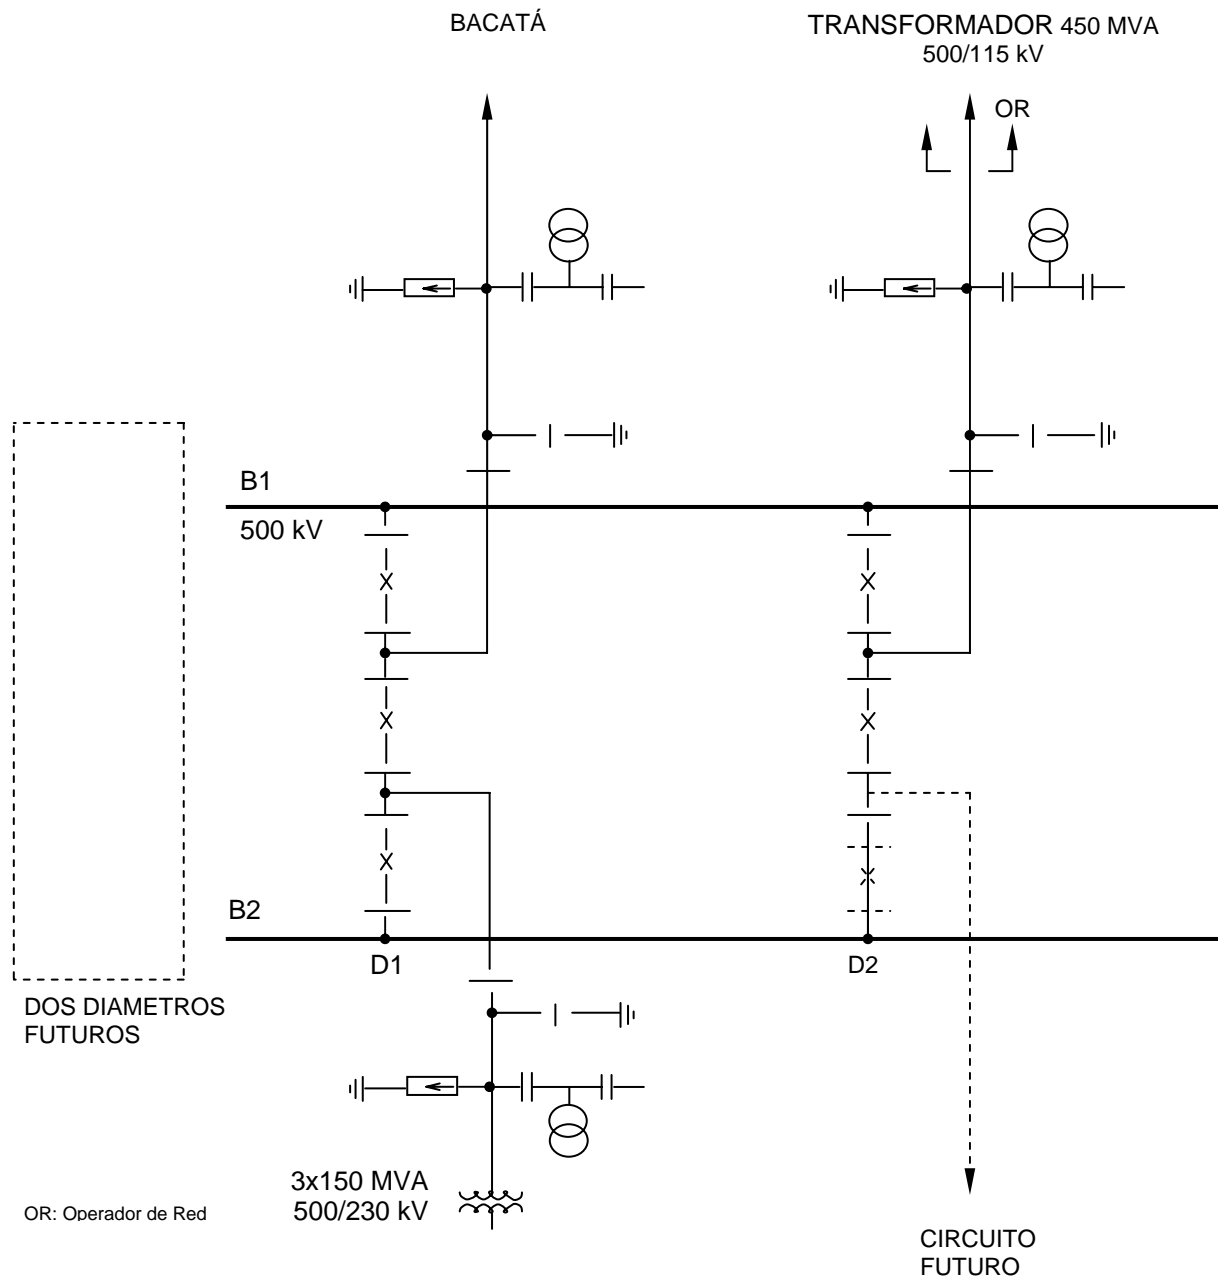 BACATÁ
TRANSFORMADOR 450 MVA
500/115 kV
OR
B1
500 kV
B2
D1
D2
DOS DIAMETROS
FUTUROS
3x150 MVA
500/230 kV
OR: Operador de Red
CIRCUITO
FUTURO